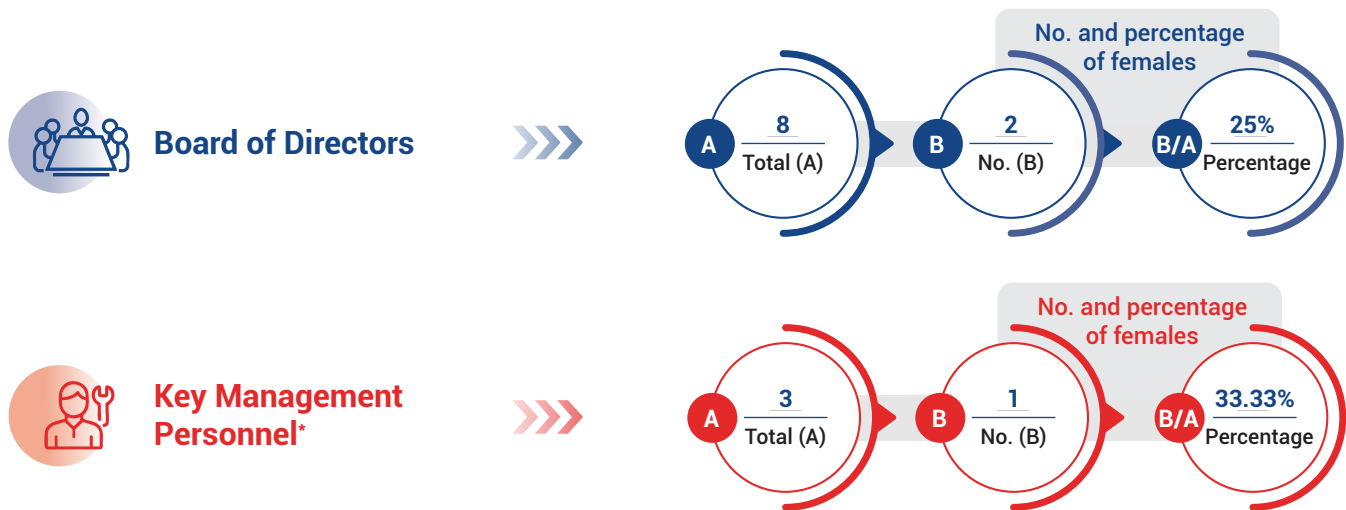 No. and percentage
of females
Board of Directors
A
8
Total (A)
B
2
No. (B)
B/A
25%
Percentage
No. and percentage
of females
Key Management
Personnel*
A
3
Total (A)
B
1
No. (B)
B/A
33.33%
Percentage